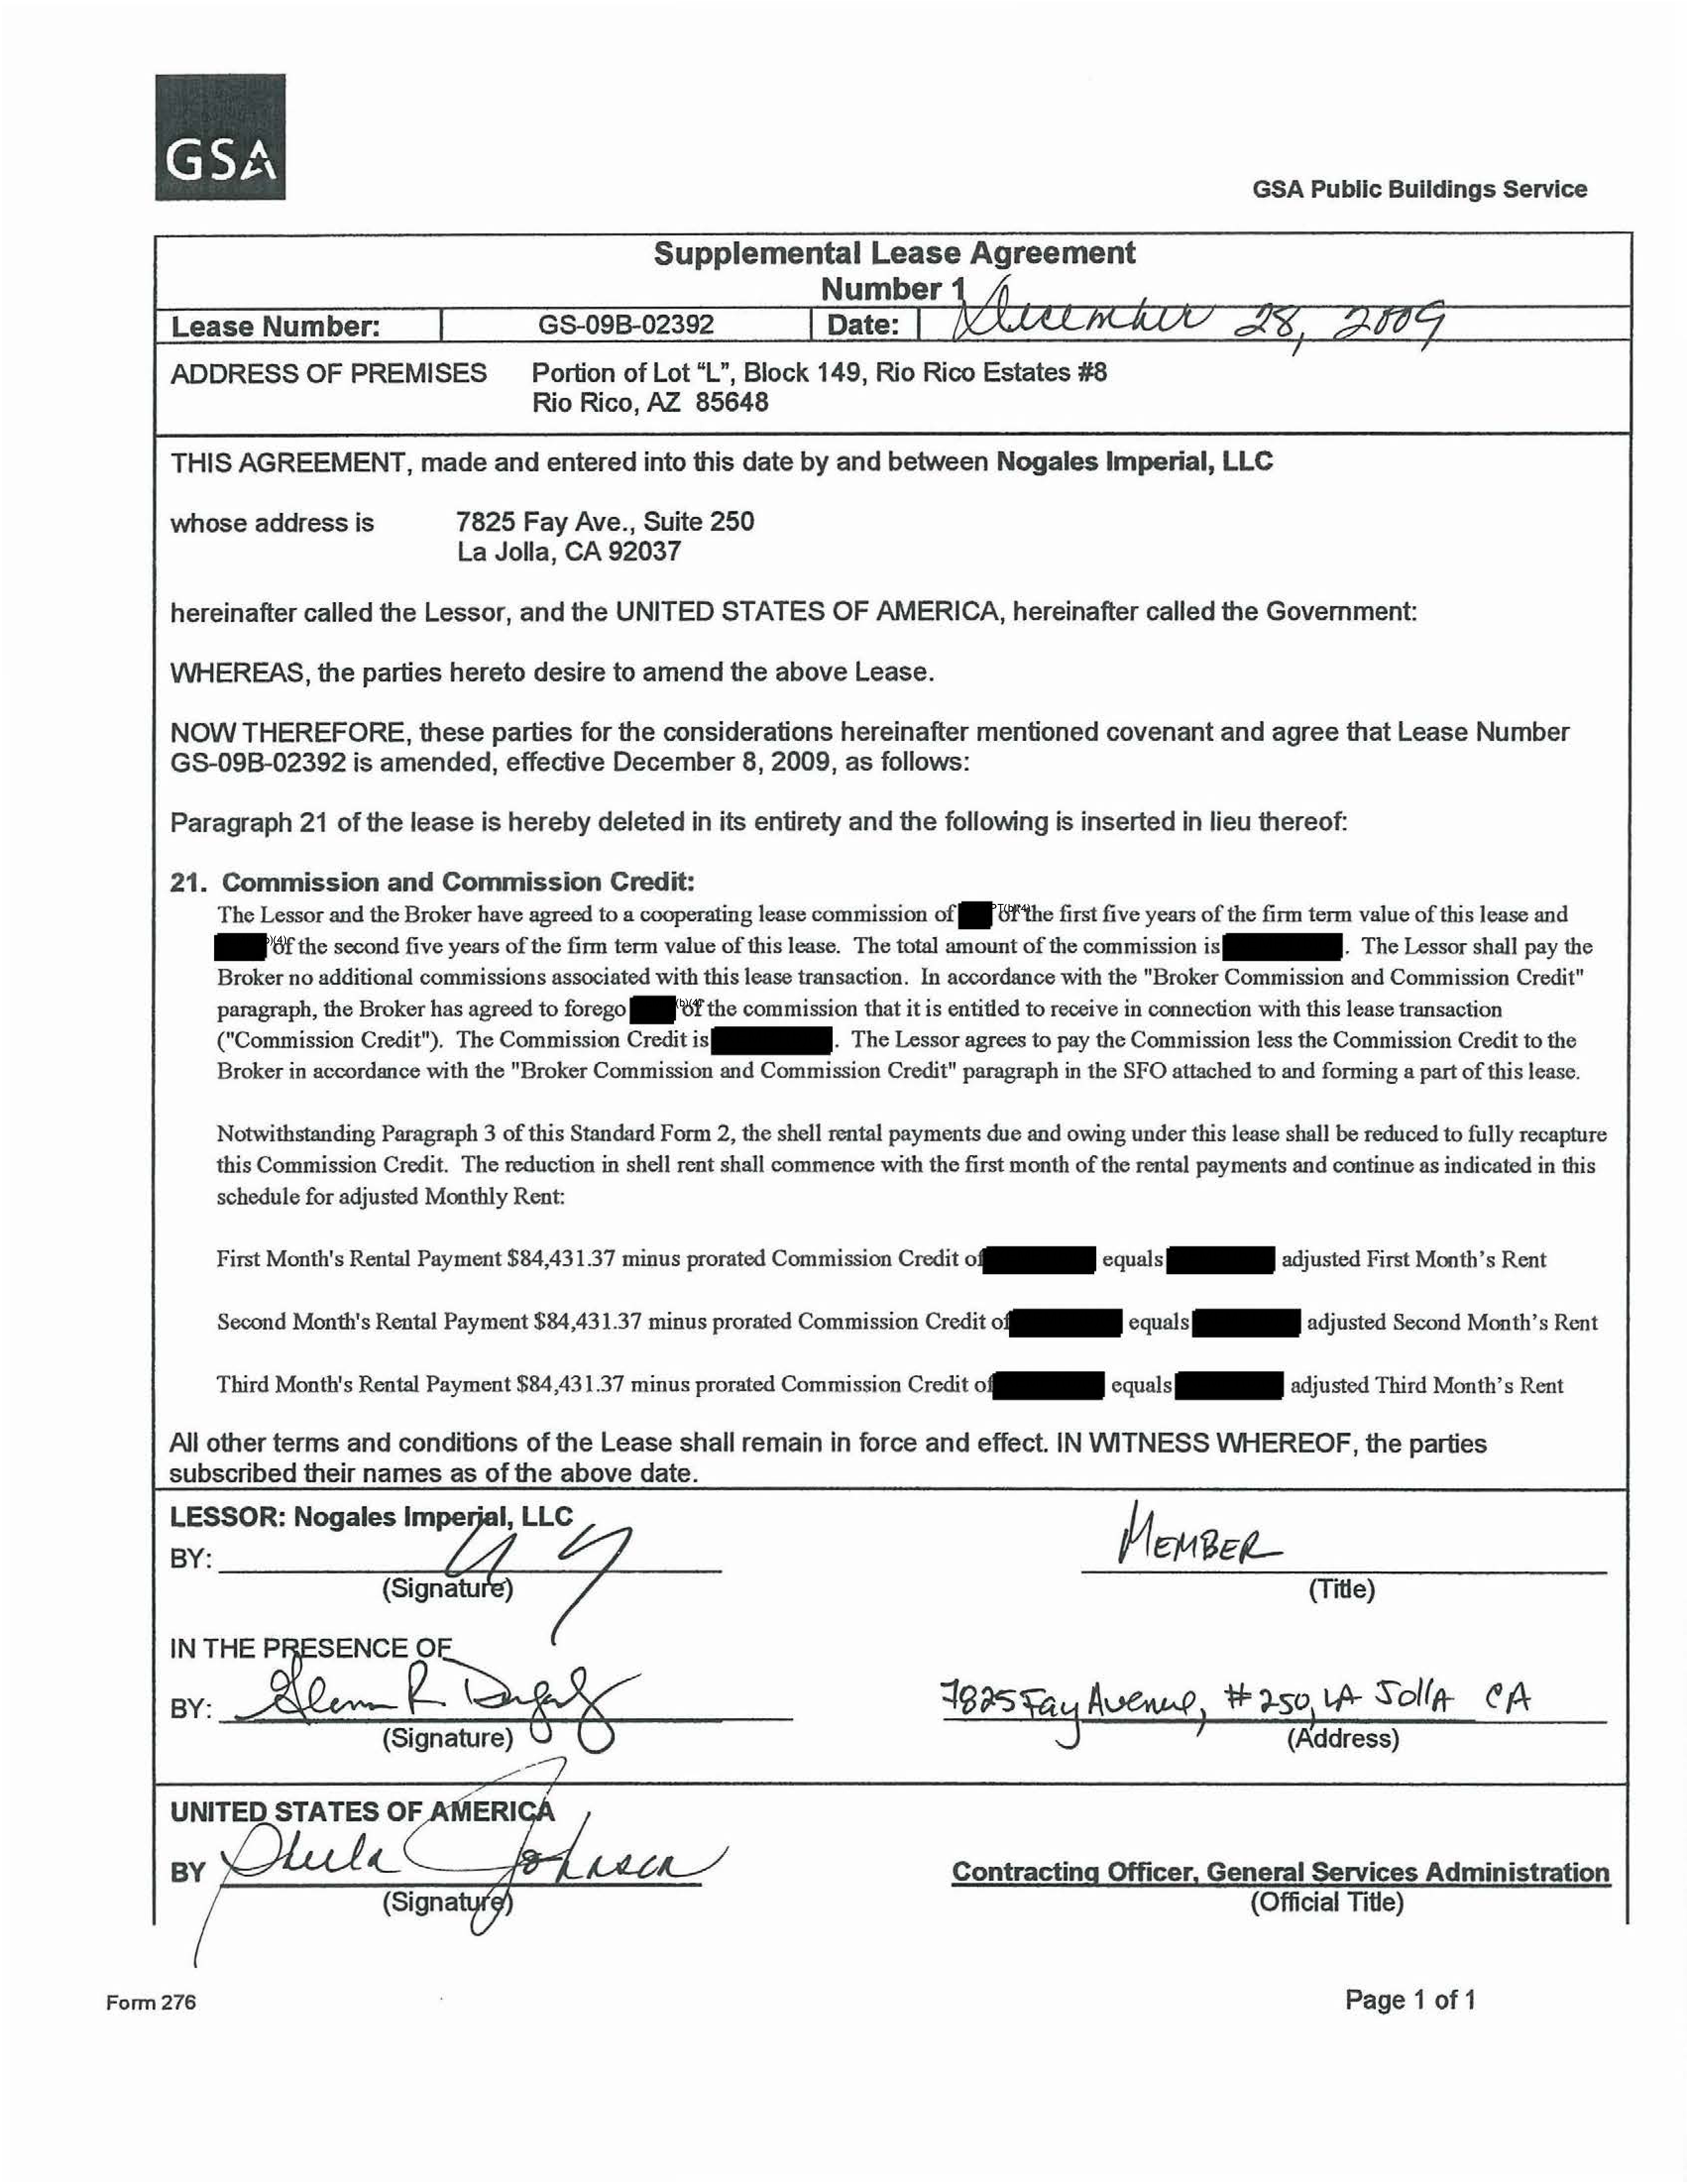 GSA
GSA Public Buildings Service
Supplemental Lease Agreement
Number 1
Lease Number: GS-09B-02392 Date: December 28, 2009
ADDRESS OF PREMISES Portion of Lot “L”, Block 149, Rio Rico Estates #8
Rio Rico, AZ 85648
THIS AGREEMENT, made and entered into this date by and between Nogales Imperial, LLC
whose address is 7825 Fay Ave., Suite 250
La Jolla, CA 92037
hereinafter called the Lessor, and the UNITED STATES OF AMERICA, hereinafter called the Government:
WHEREAS, the parties hereto desire to amend the above Lease.
NOW THEREFORE, these parties for the considerations hereinafter mentioned covenant and agree that Lease Number
GS-09B-02392 is amended, effective December 8, 2009, as follows:
Paragraph 21 of the lease is hereby deleted in its entirety and the following is inserted in lieu thereof:
21. Commission and Commission Credit:
The Lessor and the Broker have agreed to a cooperating lease commission of of the first five years of the firm term value of this lease and
of the second five years of the firm term value of this lease. The total amount of the commission is . The Lessor shall pay the
Broker no additional commissions associated with this lease transaction. In accordance with the "Broker Commission and Commission Credit"
paragraph, the Broker has agreed to forego (b)(4) of the commission that it is entitled to receive in connection with this lease transaction
("Commission Credit"). The Commission Credit is . The Lessor agrees to pay the Commission less the Commission Credit to the
Broker in accordance with the "Broker Commission and Commission Credit" paragraph in the SFO attached to and forming a part of this lease.
Notwithstanding Paragraph 3 of this Standard Form 2, the shell rental payments due and owing under this lease shall be reduced to fully recapture
this Commission Credit. The reduction in shell rent shall commence with the first month of the rental payments and continue as indicated in this
schedule for adjusted Monthly Rent:
First Month's Rental Payment $84,431.37 minus prorated Commission Credit of equals adjusted First Month’s Rent
Second Month's Rental Payment $84,431.37 minus prorated Commission Credit of equals adjusted Second Month’s Rent
Third Month's Rental Payment $84,431.37 minus prorated Commission Credit of equals adjusted Third Month’s Rent
All other terms and conditions of the Lease shall remain in force and effect. IN WITNESS WHEREOF, the parties
subscribed their names as of the above date.
LESSOR: Nogales Imperial, LLC
BY: MEMBER
(Signature) (Title)
IN THE PRESENCE OF
BY: Glenn R 7825 Fay Avenue, #250, LA Jolla CA
(Signature) (Address)
UNITED STATES OF AMERICA
BY Sheila Johnson Contracting Officer, General Services Administration
(Signature) (Official Title)
Form 276 Page 1 of 1